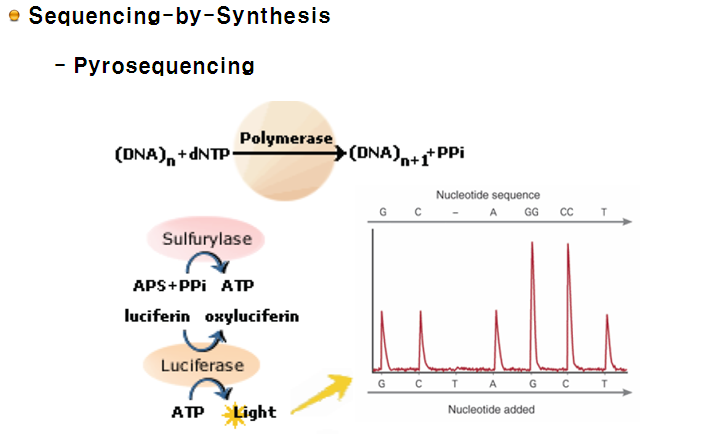 Sequencing-by-Synthesis
- Pyrosequencing
Polymerase
(DNA)n+dNTP (DNA)n+1+PPi
Nucleotide sequence
G C - A GG CC T
Sulfurylase
APS+PPi ATP
luciferin oxyluciferin
Luciferase
ATP Light
G C T A G C T
Nucleotide added